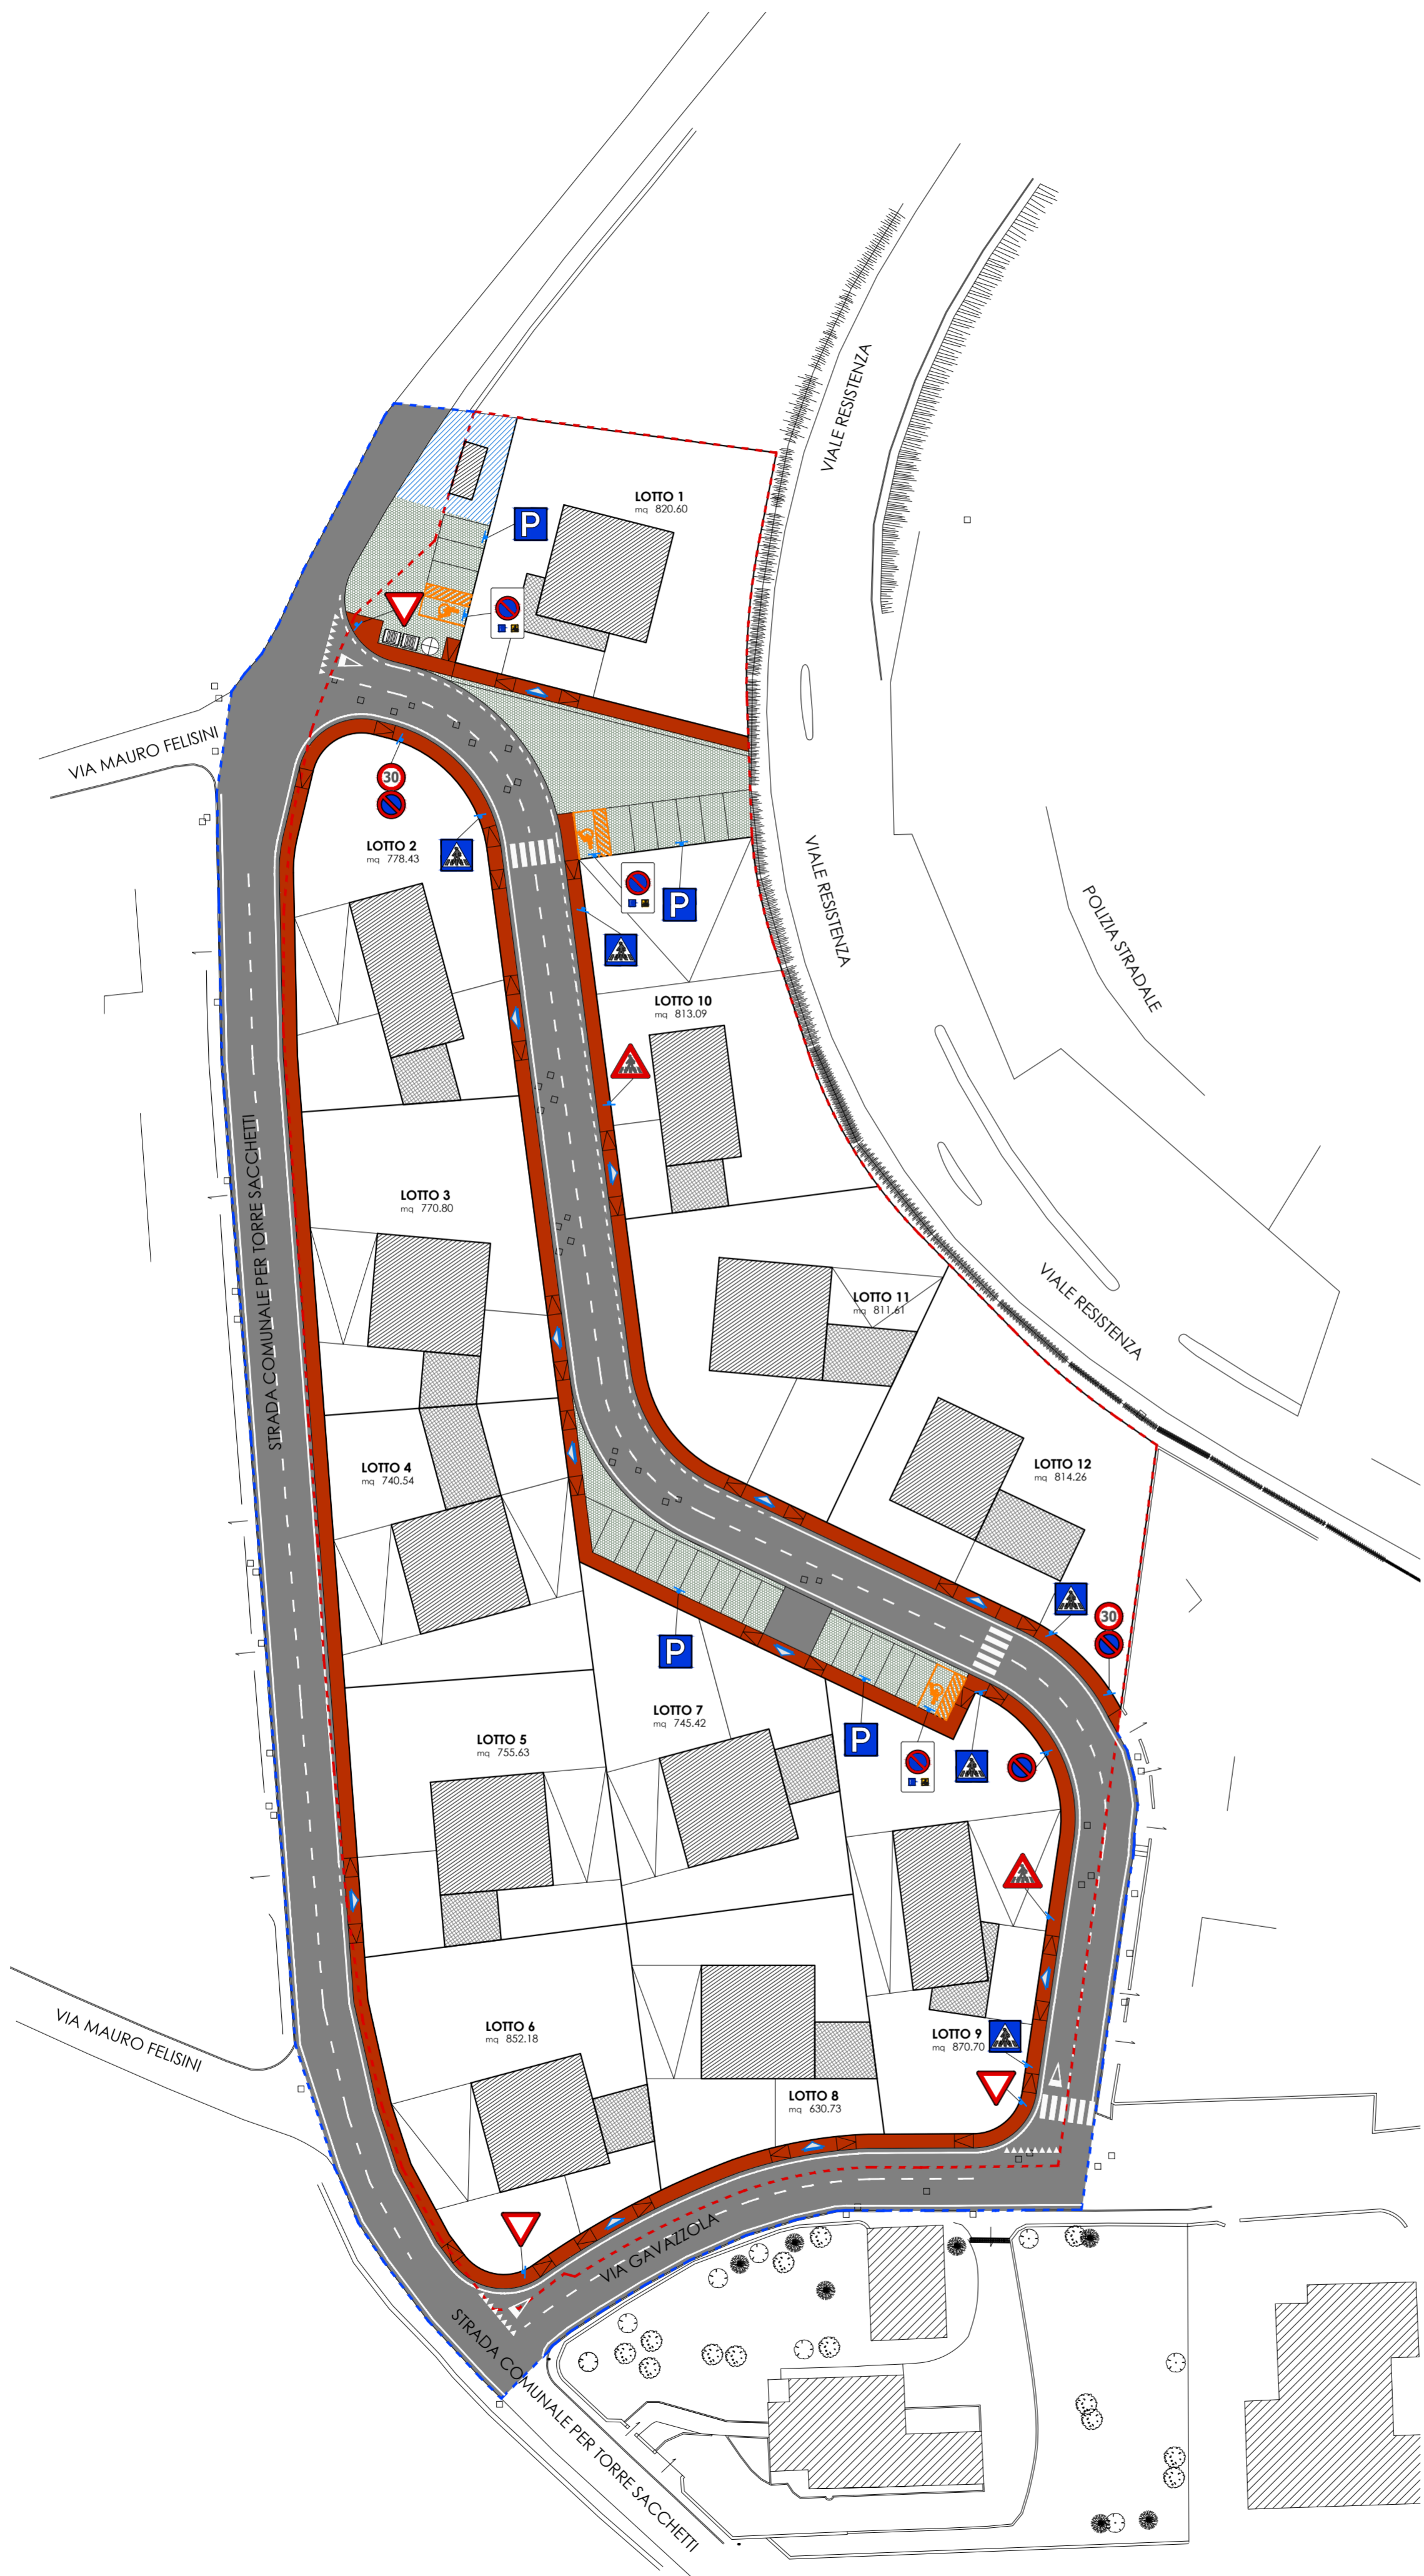 VIALE RESISTENZA
LOTTO 1
mq 820.60
P
VIA MAURO FELISINI
30
LOTTO 2
mq 778.43
P
VIALE RESISTENZA
POLIZIA STRADALE
LOTTO 10
mq 813.09
STRADA COMUNALE PER TORRE SACCHETTI
LOTTO 3
mq 770.80
LOTTO 11
mq 811.61
VIALE RESISTENZA
LOTTO 4
mq 740.54
LOTTO 12
mq 814.26
30
P
LOTTO 7
mq 745.42
P
LOTTO 5
mq 755.63
LOTTO 6
mq 852.18
VIA MAURO FELISINI
LOTTO 9
mq 870.70
LOTTO 8
mq 630.73
VIA GAVAZZOLA
STRADA COMUNALE PER TORRE SACCHETTI